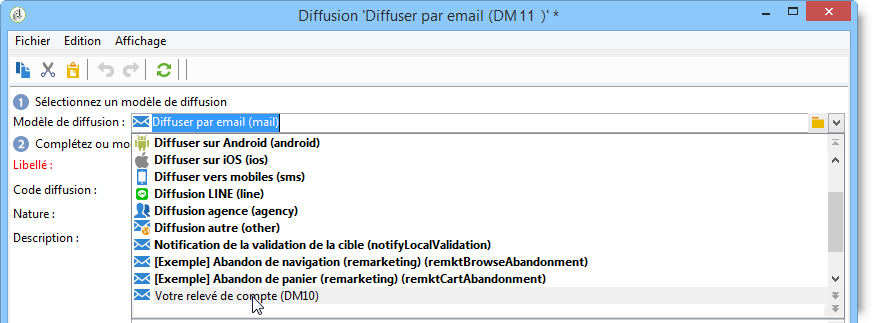 Diffusion 'Diffuser par email (DM11 )' *
Fichier Edition Affichage
1 Sélectionnez un modèle de diffusion
Modèle de diffusion : Diffuser par email (mail)
2 Complétez ou mo
Diffuser sur Android (android)
Libellé :
Diffuser sur iOS (ios)
Diffuser vers mobiles (sms)
Code diffusion :
Diffusion LINE (line)
Nature :
Diffusion agence (agency)
Diffusion autre (other)
Description :
Notification de la validation de la cible (notifyLocalValidation)
[Exemple] Abandon de navigation (remarketing) (remktBrowseAbandonment)
[Exemple] Abandon de panier (remarketing) (remktCartAbandonment)
Votre relevé de compte (DM10)